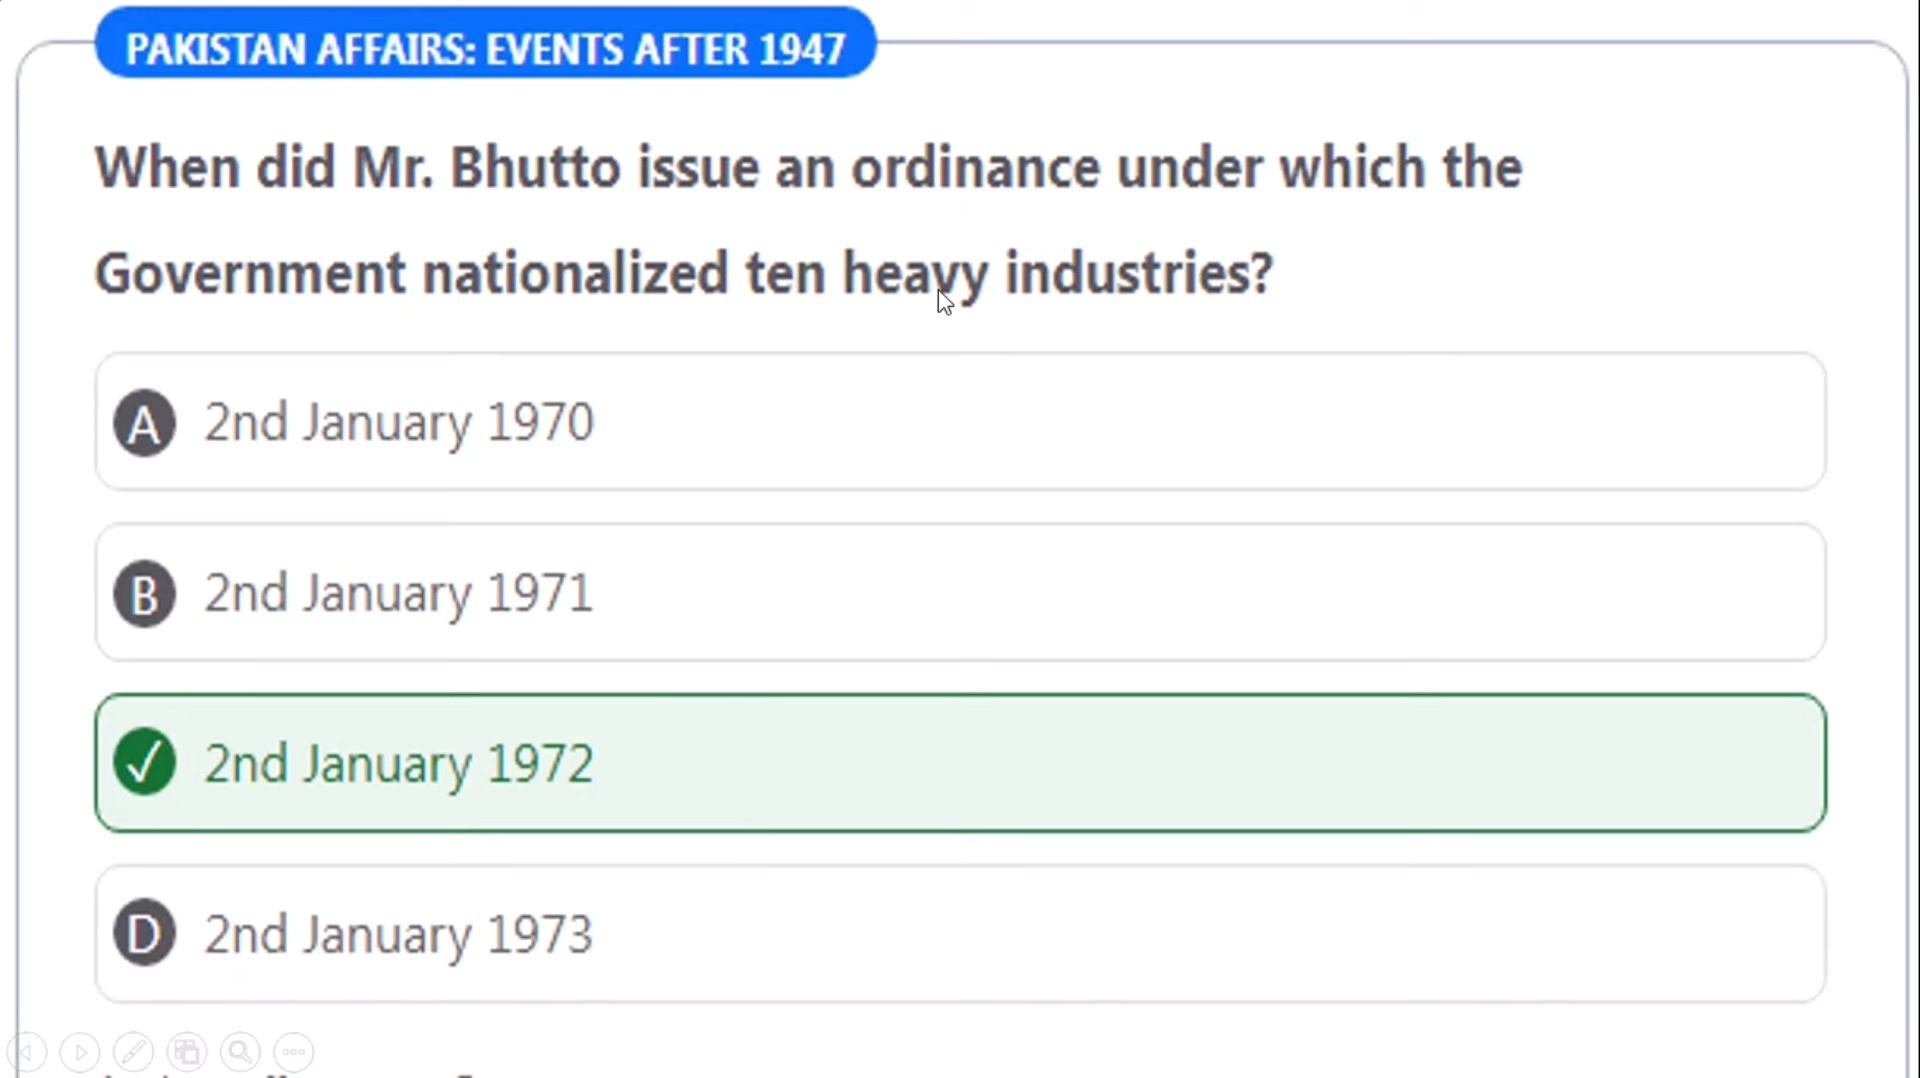 PAKISTAN AFFAIRS: EVENTS AFTER 1947
When did Mr. Bhutto issue an ordinance under which the
Government nationalized ten heavy industries?
A 2nd January 1970
B 2nd January 1971
2nd January 1972
D 2nd January 1973